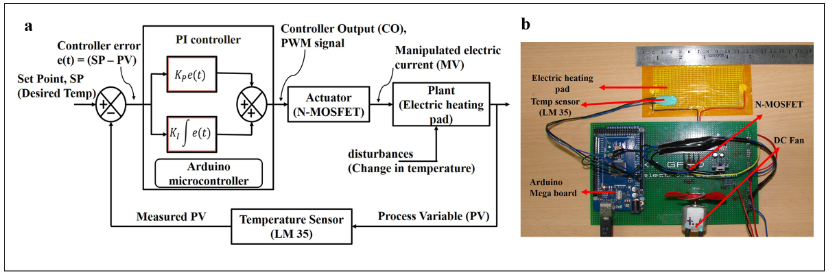 a
PI controller
Controller error
e(t) = (SP – PV)
Set Point, SP
(Desired Temp)
K_P e(t)
K_I ∫ e(t)
Arduino
microcontroller
Controller Output (CO),
PWM signal
Actuator
(N-MOSFET)
Manipulated electric
current (MV)
Plant
(Electric heating
pad)
disturbances
(Change in temperature)
Measured PV
Temperature Sensor
(LM 35)
Process Variable (PV)
b
Electric heating
pad
Temp sensor
(LM 35)
N-MOSFET
DC Fan
Arduino
Mega board